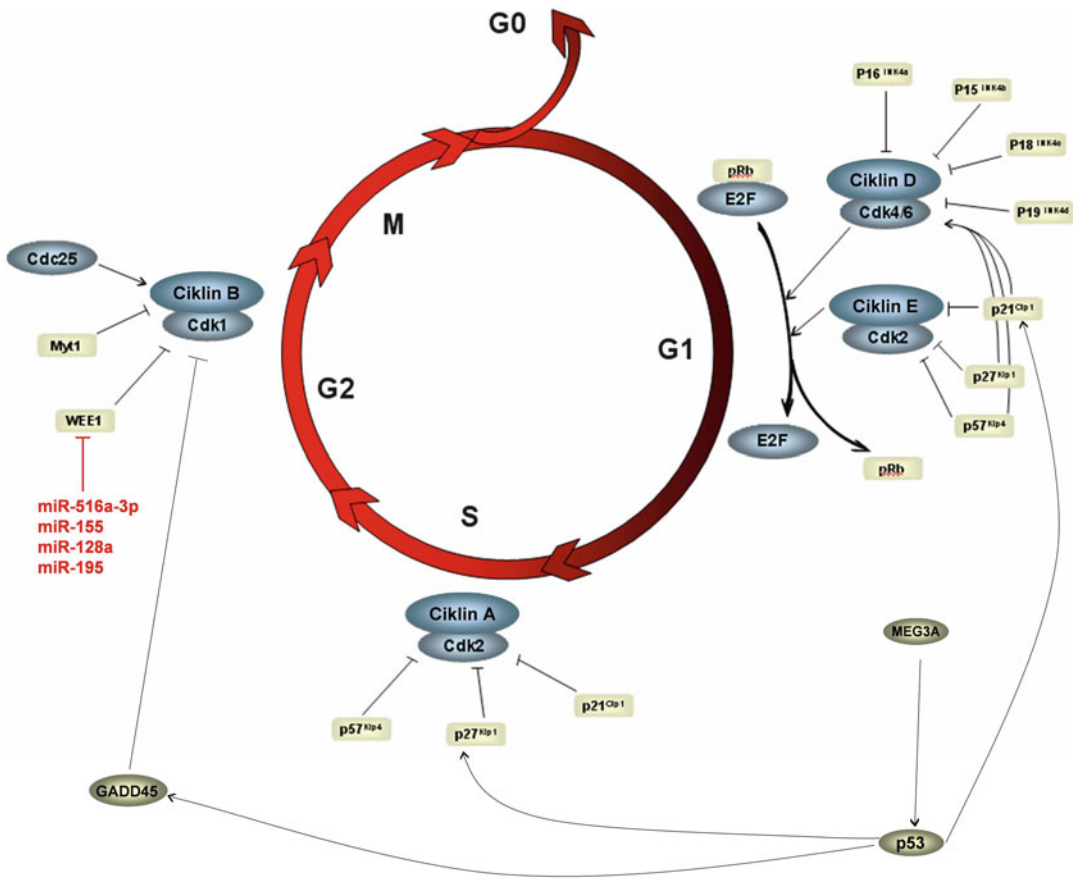 G0
P16 INK4a
P15 INK4b
P18 INK4c
P19 INK4d
Ciklin D
Cdk4/6
pRb
E2F
M
Cdc25
Ciklin B
Cdk1
Myt1
G1
Ciklin E
Cdk2
p21Cip1
p27Kip1
p57Kip4
G2
WEE1
E2F
pRb
miR-516a-3p
miR-155
miR-128a
miR-195
S
Ciklin A
Cdk2
MEG3A
p57Kip4
p27Kip1
p21Cip1
GADD45
p53